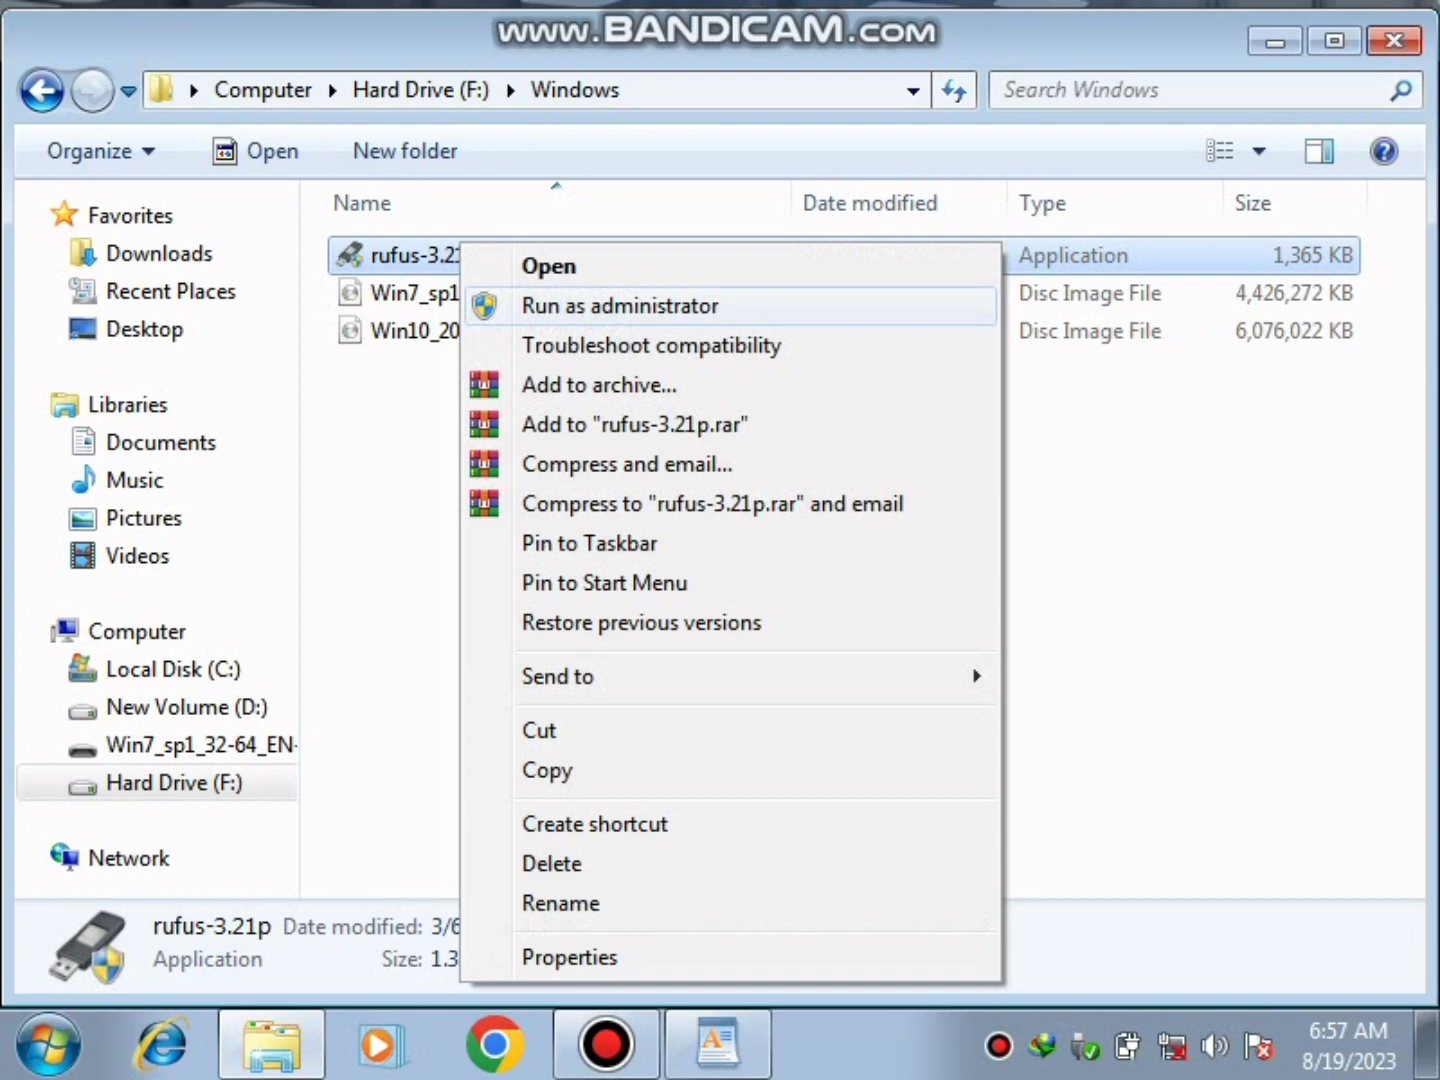 www.BANDICAM.com
Computer Hard Drive (F:) Windows
Search Windows
Organize Open New folder
Name Date modified Type Size
rufus-3.21 Application 1,365 KB
Win7_sp1 Disc Image File 4,426,272 KB
Win10_20 Disc Image File 6,076,022 KB
Favorites
Downloads
Recent Places
Desktop
Libraries
Documents
Music
Pictures
Videos
Computer
Local Disk (C:)
New Volume (D:)
Win7_sp1_32-64_EN-
Hard Drive (F:)
Network
Open
Run as administrator
Troubleshoot compatibility
Add to archive...
Add to "rufus-3.21p.rar"
Compress and email...
Compress to "rufus-3.21p.rar" and email
Pin to Taskbar
Pin to Start Menu
Restore previous versions
Send to
Cut
Copy
Create shortcut
Delete
Rename
Properties
rufus-3.21p Date modified: 3/6
Application Size: 1.3
6:57 AM
8/19/2023